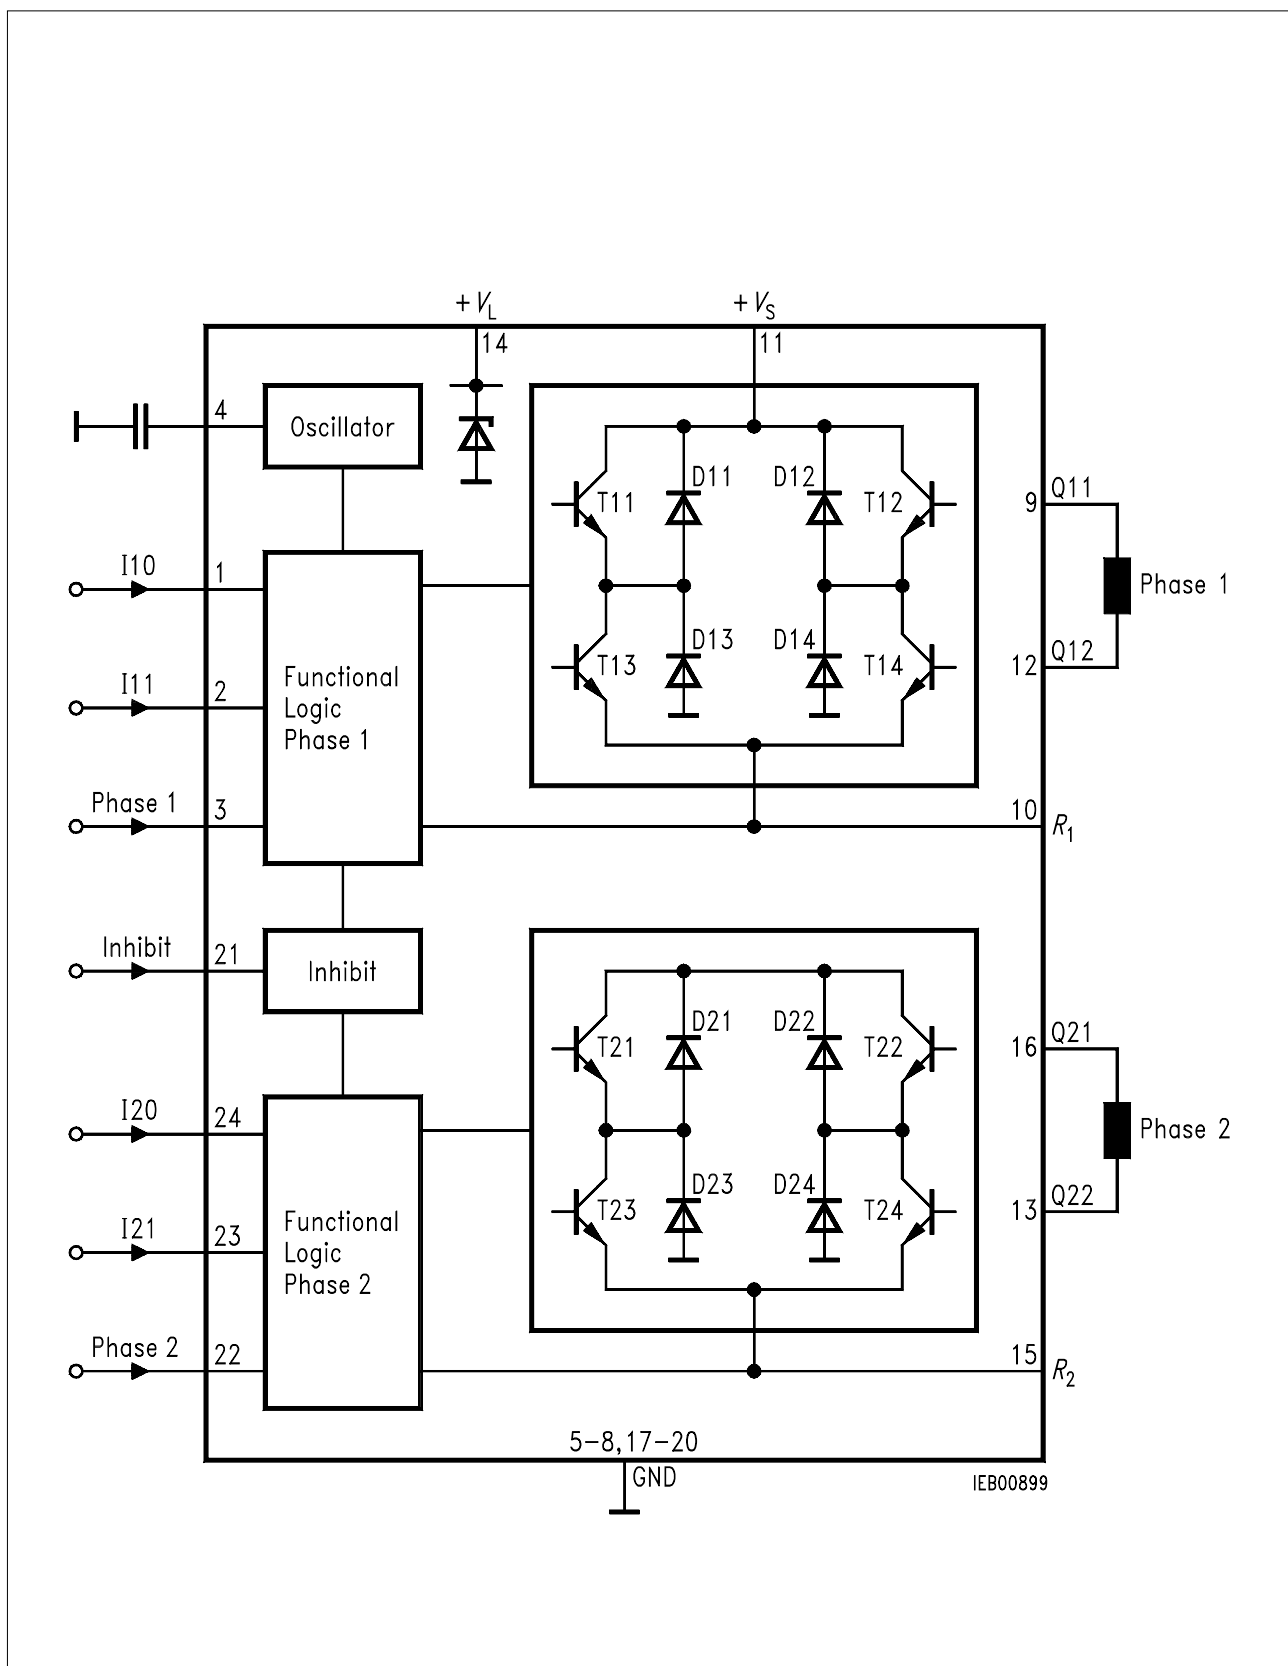 +VL
+VS
14
11
4
Oscillator
D11
D12
T11
T12
9
Q11
I10
1
Phase 1
D13
D14
T13
T14
12
Q12
Functional
Logic
Phase 1
I11
2
Phase 1
3
10
R1
Inhibit
21
Inhibit
D21
D22
T21
T22
16
Q21
I20
24
Phase 2
D23
D24
T23
T24
13
Q22
Functional
Logic
Phase 2
I21
23
Phase 2
22
15
R2
5-8,17-20
GND
IEB00899